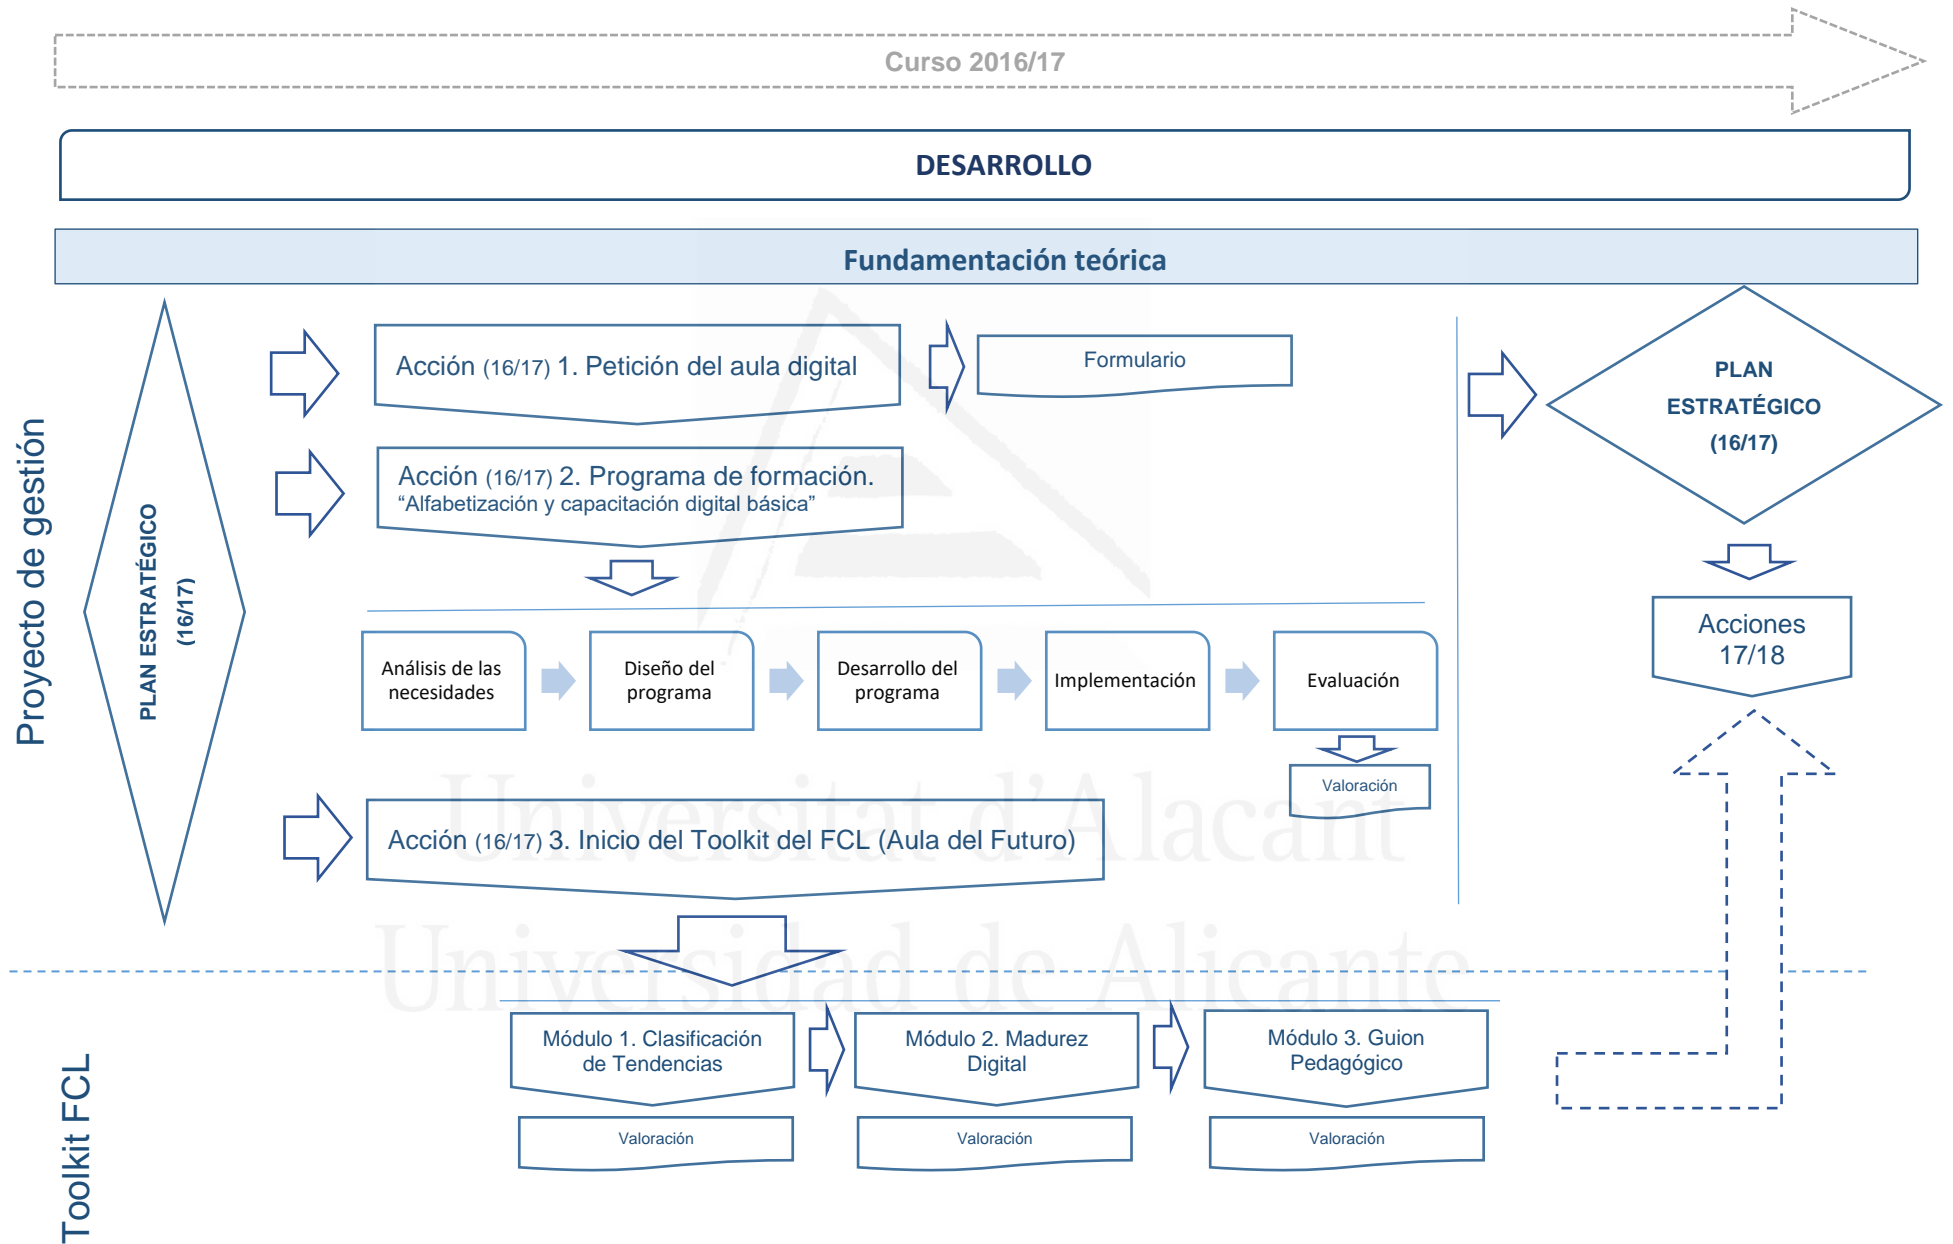 Curso 2016/17
DESARROLLO
Fundamentación teórica
Proyecto de gestión
PLAN ESTRATÉGICO
(16/17)
Acción (16/17) 1. Petición del aula digital
Formulario
Acción (16/17) 2. Programa de formación.
“Alfabetización y capacitación digital básica”
Análisis de las
necesidades
Diseño del
programa
Desarrollo del
programa
Implementación
Evaluación
Valoración
Acción (16/17) 3. Inicio del Toolkit del FCL (Aula del Futuro)
PLAN
ESTRATÉGICO
(16/17)
Acciones
17/18
Universitat d’Alacant
Universidad de Alicante
Toolkit FCL
Módulo 1. Clasificación
de Tendencias
Valoración
Módulo 2. Madurez
Digital
Valoración
Módulo 3. Guion
Pedagógico
Valoración